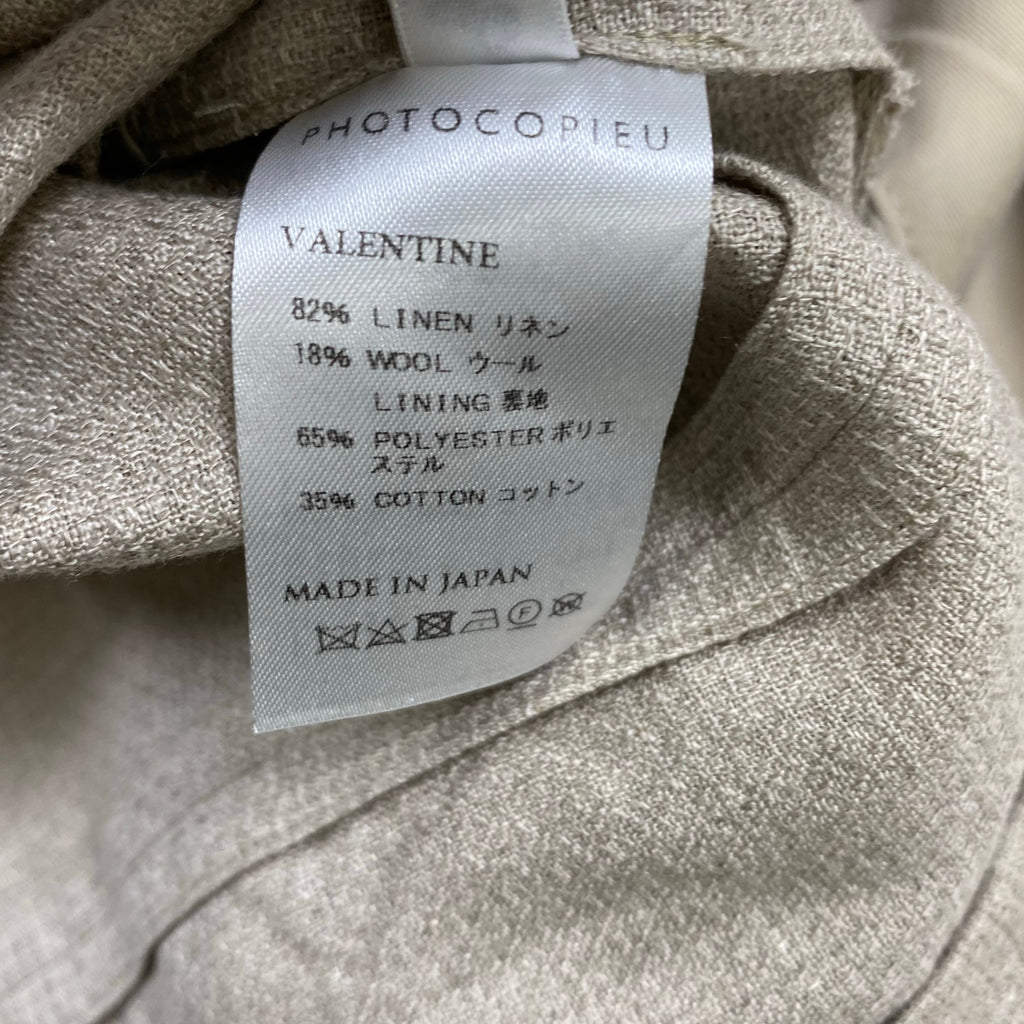 PHOTOCOPIEU
VALENTINE
82% LINEN リネン
18% WOOL ウール
LINING 裏地
65% POLYESTER ポリエ
ステル
35% COTTON コットン
MADE IN JAPAN
F W